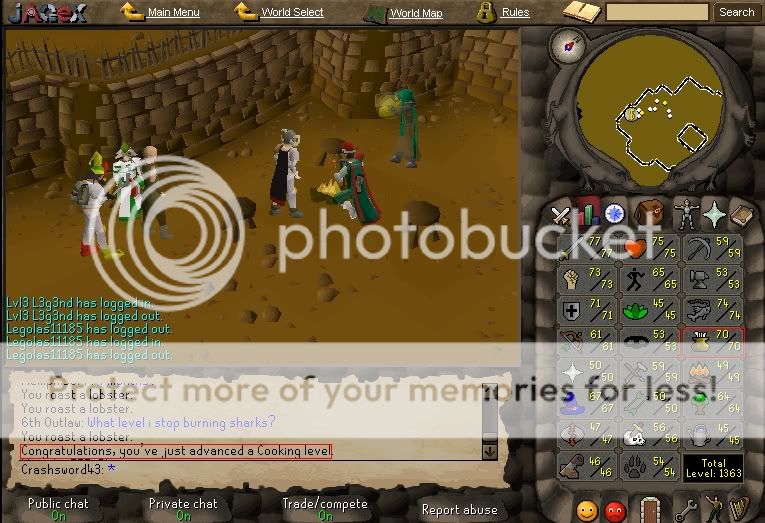 JAGEX
Main Menu
World Select
World Map
Rules
Search
Lvl3 L3g3nd has logged in.
Lvl3 L3g3nd has logged out.
Legolas11185 has logged out.
Legolas11185 has logged in.
Legolas11185 has logged out.
photobucket
Protect more of your memories for less!
You roast a lobster.
You roast a lobster.
6th Outlaw: What level i stop burning sharks?
You roast a lobster.
Congratulations, you've just advanced a Cooking level.
Crashsword43: *
77/77 75/75 59/59
73/73 65/65 53/53
71/71 45/45 74/74
61/61 53/53 70/70
50/50 59 49/49
67 50 64/64
47/47 56/56 45/45
46/46 54/54
Total
Level: 1363
Public chat
On
Private chat
On
Trade/compete
On
Report abuse